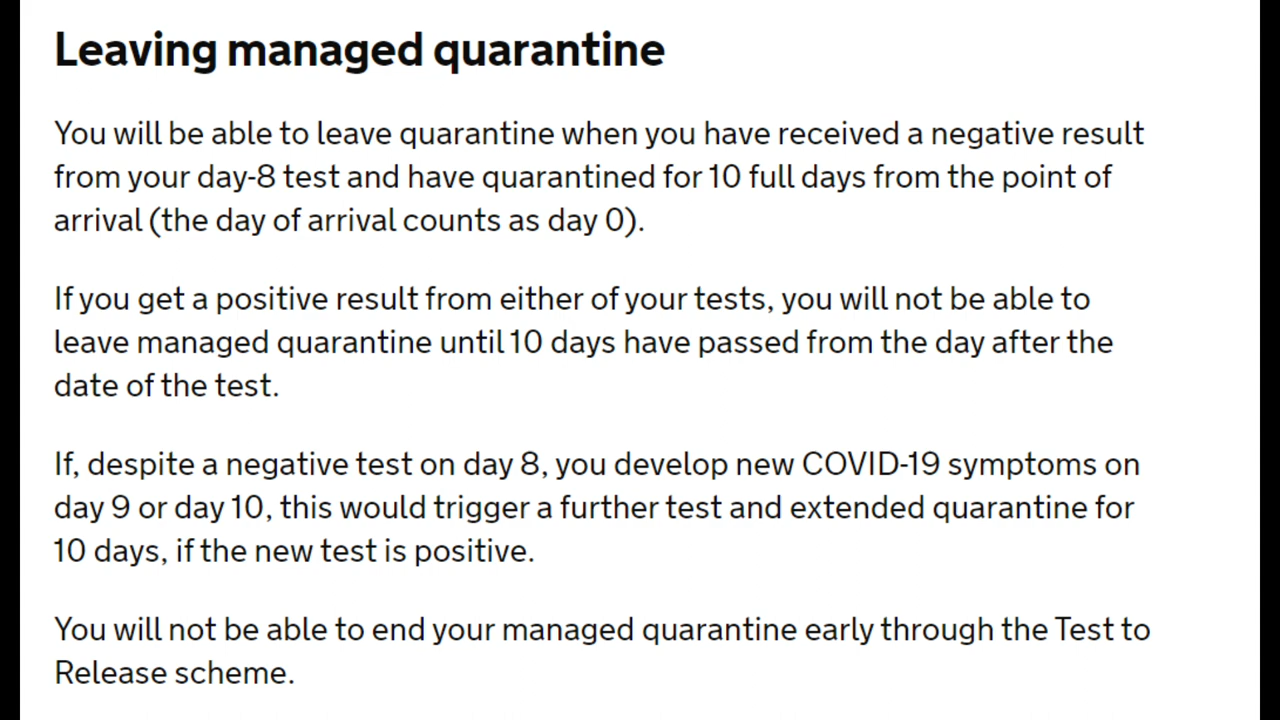 Leaving managed quarantine
You will be able to leave quarantine when you have received a negative result
from your day-8 test and have quarantined for 10 full days from the point of
arrival (the day of arrival counts as day 0).
If you get a positive result from either of your tests, you will not be able to
leave managed quarantine until 10 days have passed from the day after the
date of the test.
If, despite a negative test on day 8, you develop new COVID-19 symptoms on
day 9 or day 10, this would trigger a further test and extended quarantine for
10 days, if the new test is positive.
You will not be able to end your managed quarantine early through the Test to
Release scheme.